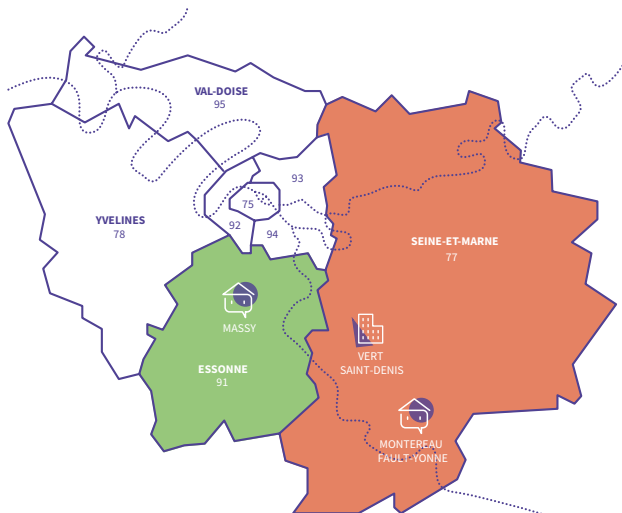 VAL-DOISE
95
93
75
92
94
YVELINES
78
SEINE-ET-MARNE
77
MASSY
VERT
SAINT-DENIS
ESSONNE
91
MONTEREAU
FAULT-YONNE